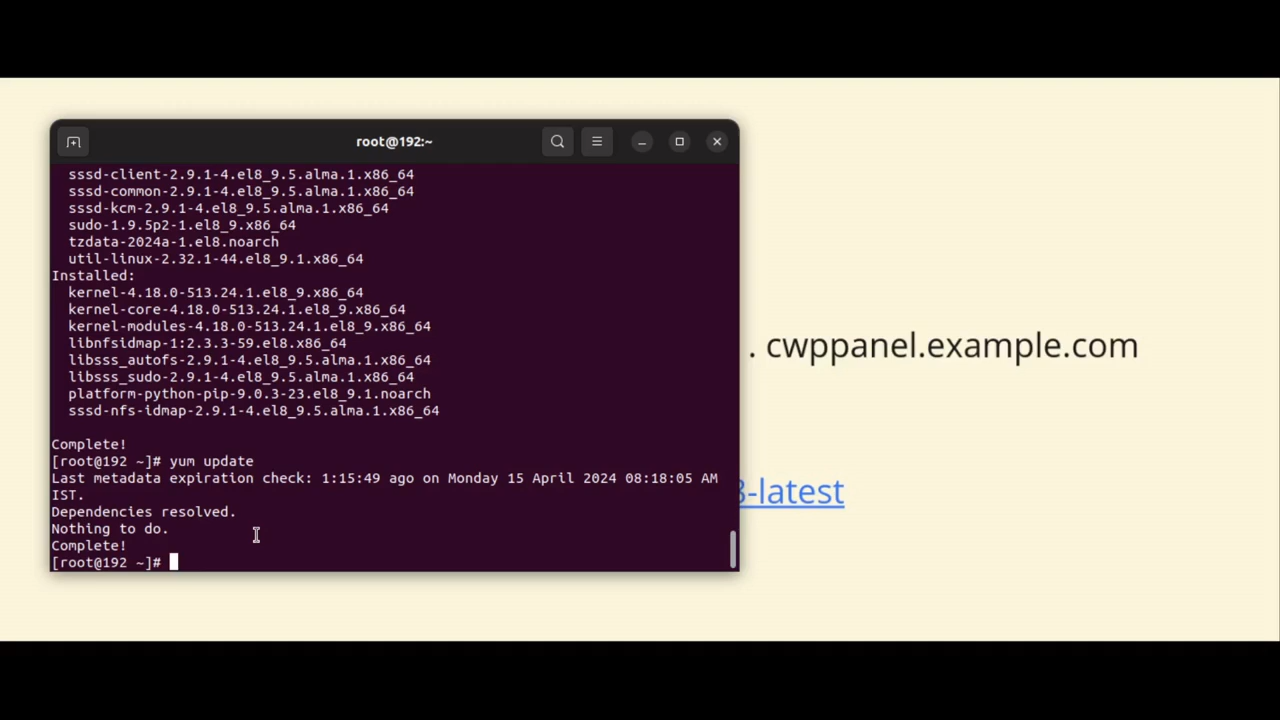 root@192:~
sssd-client-2.9.1-4.el8_9.5.alma.1.x86_64
sssd-common-2.9.1-4.el8_9.5.alma.1.x86_64
sssd-kcm-2.9.1-4.el8_9.5.alma.1.x86_64
sudo-1.9.5p2-1.el8_9.x86_64
tzdata-2024a-1.el8.noarch
util-linux-2.32.1-44.el8_9.1.x86_64
Installed:
kernel-4.18.0-513.24.1.el8_9.x86_64
kernel-core-4.18.0-513.24.1.el8_9.x86_64
kernel-modules-4.18.0-513.24.1.el8_9.x86_64
libnfsidmap-1:2.3.3-59.el8.x86_64
libsss_autofs-2.9.1-4.el8_9.5.alma.1.x86_64
libsss_sudo-2.9.1-4.el8_9.5.alma.1.x86_64
platform-python-pip-9.0.3-23.el8_9.1.noarch
sssd-nfs-idmap-2.9.1-4.el8_9.5.alma.1.x86_64
Complete!
[root@192 ~]# yum update
Last metadata expiration check: 1:15:49 ago on Monday 15 April 2024 08:18:05 AM
IST.
Dependencies resolved.
Nothing to do.
Complete!
[root@192 ~]#
. cwppanel.example.com
-latest